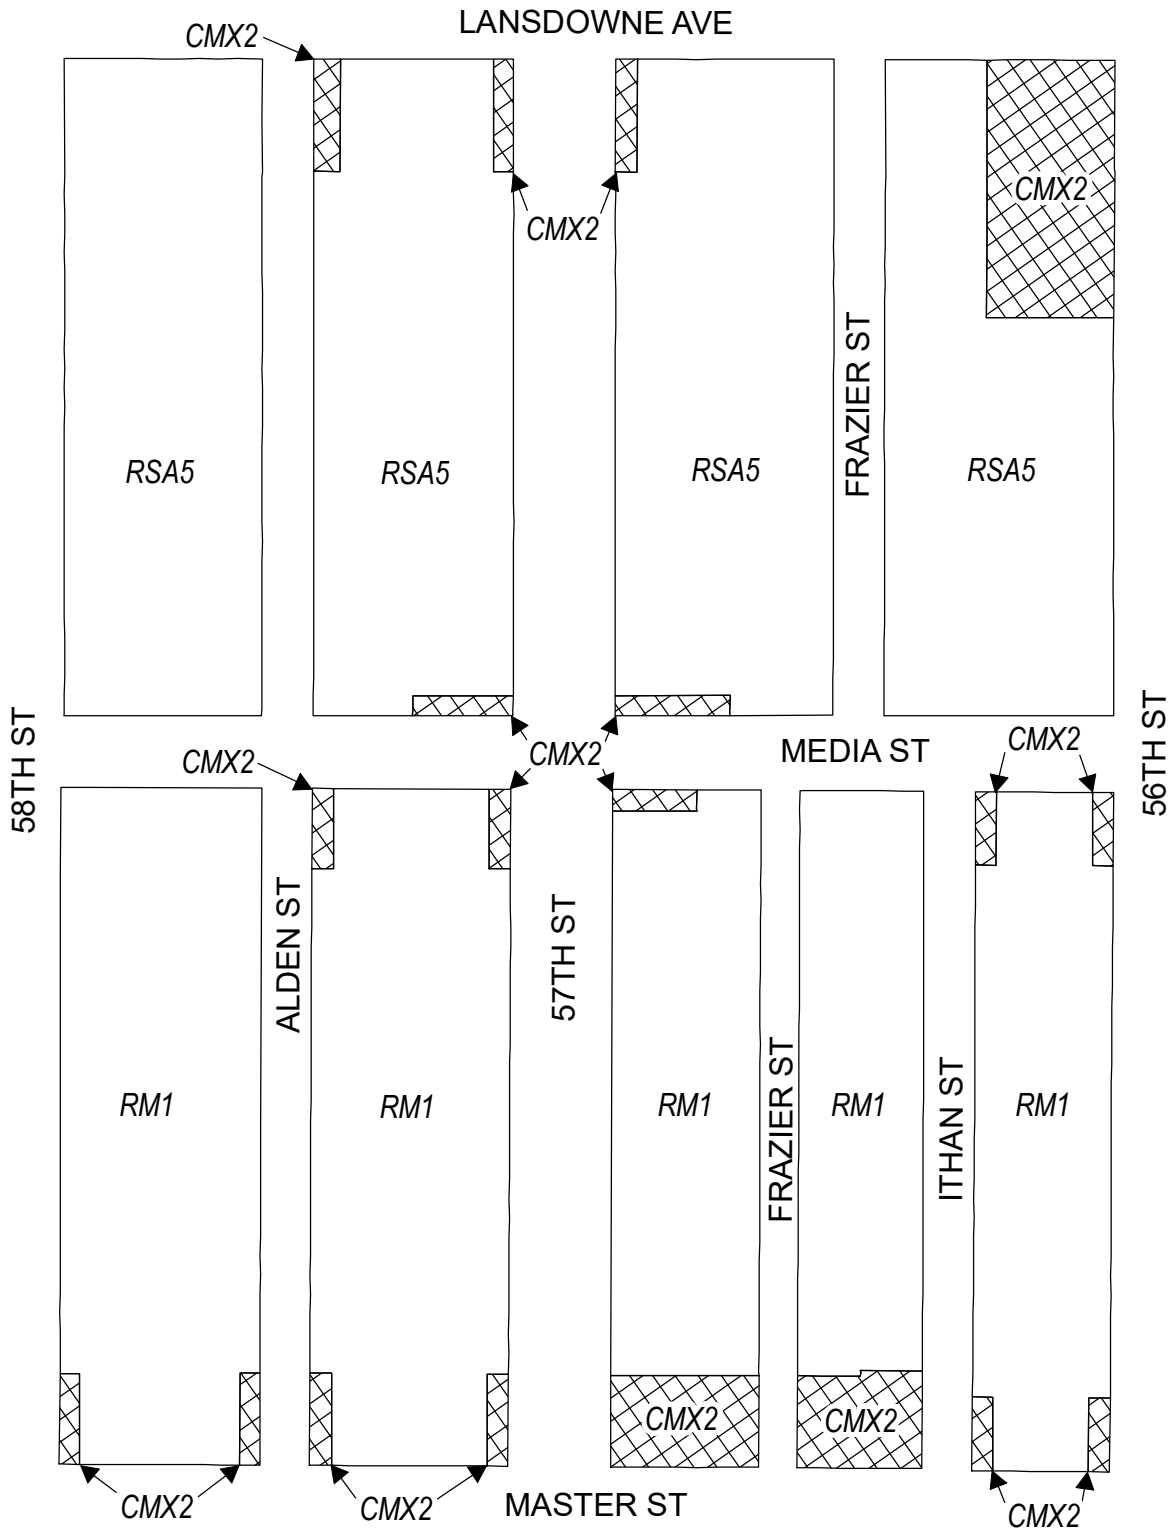 LANSDOWNE AVE
CMX2
CMX2
CMX2
FRAZIER ST
RSA5
RSA5
RSA5
RSA5
58TH ST
56TH ST
CMX2
CMX2
MEDIA ST
CMX2
ALDEN ST
57TH ST
FRAZIER ST
ITHAN ST
RM1
RM1
RM1
RM1
RM1
CMX2
CMX2
CMX2
CMX2
MASTER ST
CMX2